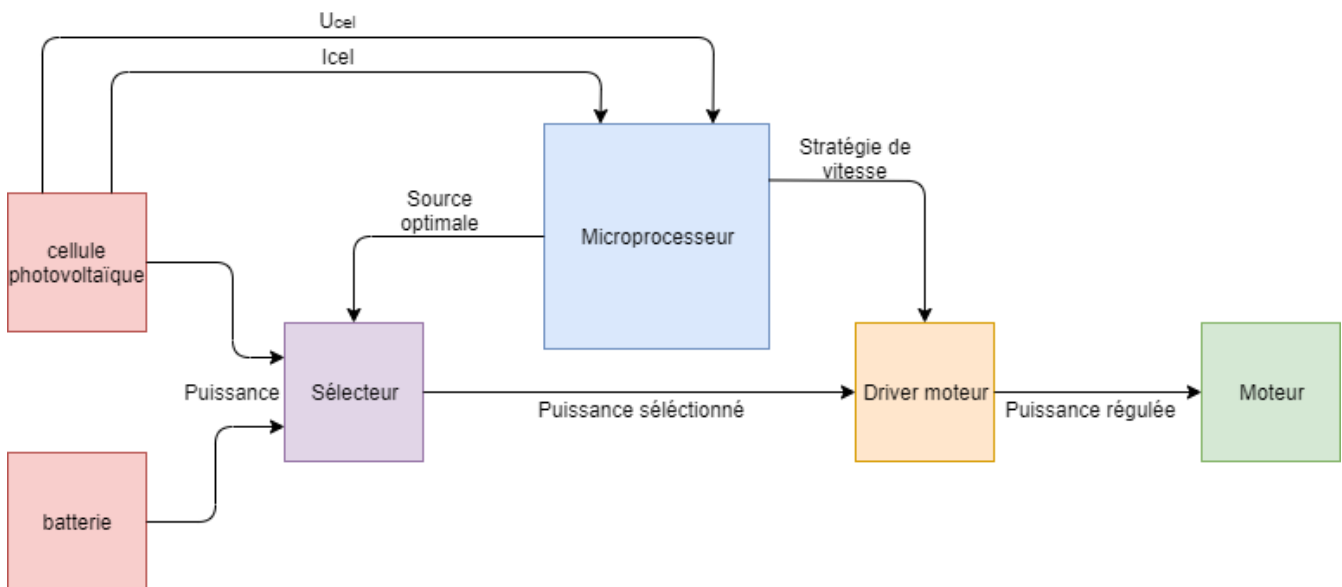 Ucel
Icel
Stratégie de
vitesse
Source
optimale
Microprocesseur
cellule
photovoltaïque
Puissance
Sélecteur
Puissance séléctionné
Driver moteur
Puissance régulée
Moteur
batterie